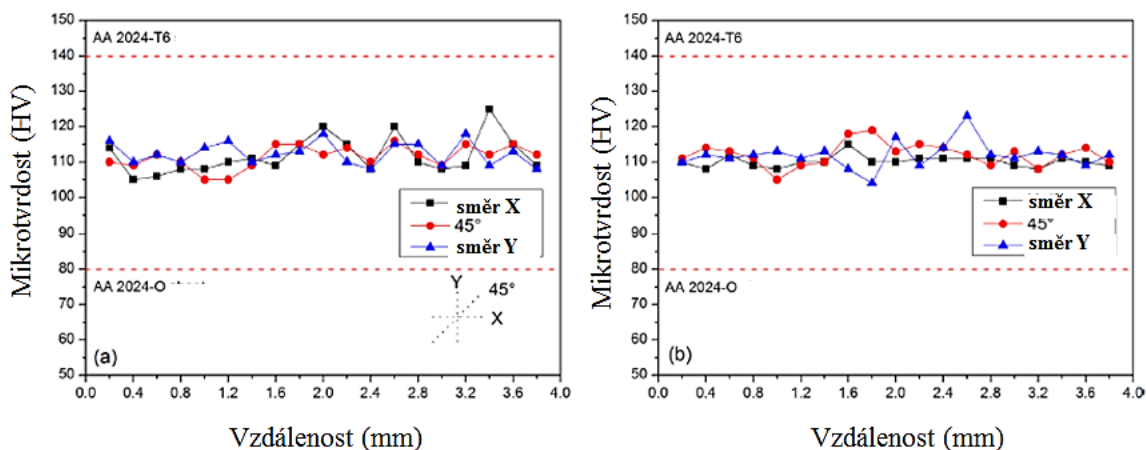 150
140
130
120
110
100
90
80
70
60
50
Mikrotvrdost (HV)
AA 2024-T6
směr X
45°
směr Y
AA 2024-O
Y
45°
X
(a)
0.0 0.4 0.8 1.2 1.6 2.0 2.4 2.8 3.2 3.6 4.0
Vzdálenost (mm)
150
140
130
120
110
100
90
80
70
60
50
Mikrotvrdost (HV)
AA 2024-T6
směr X
45°
směr Y
AA 2024-O
(b)
0.0 0.4 0.8 1.2 1.6 2.0 2.4 2.8 3.2 3.6 4.0
Vzdálenost (mm)